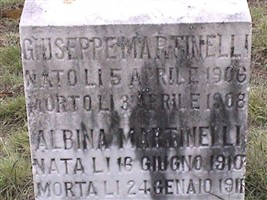 GIUSEPPE MARTINELLI
NATO LI 5 APRILE 1906
MORTO LI 3 APRILE 1908
ALBINA MARTINELLI
NATA LI 16 GIUGNO 1910
MORTA LI 24 GENAIO 1911